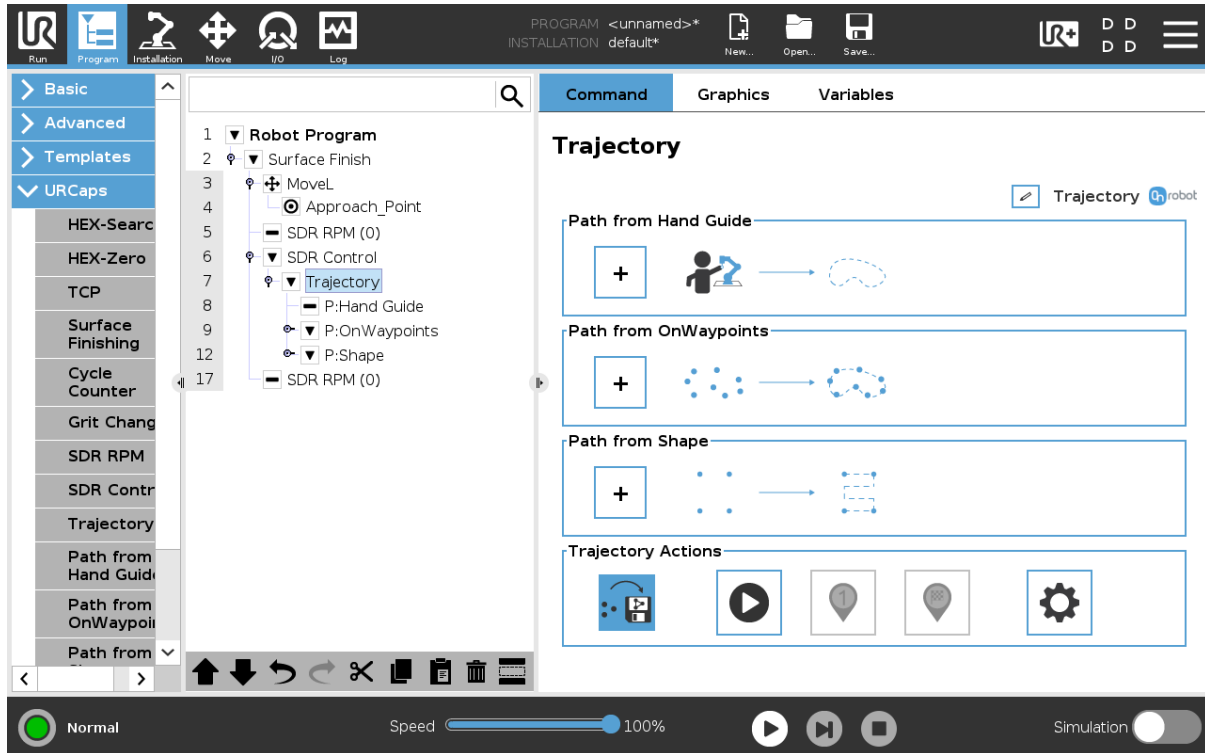 UR
Run
Program
Installation
Move
I/O
Log
PROGRAM <unnamed>*
INSTALLATION default*
New...
Open...
Save...
UR+
D D
D D
Basic
Advanced
Templates
URCaps
HEX-Searc
HEX-Zero
TCP
Surface
Finishing
Cycle
Counter
Grit Chang
SDR RPM
SDR Contr
Trajectory
Path from
Hand Guid
Path from
OnWaypoi
Path from
1 Robot Program
2 Surface Finish
3 MoveL
4 Approach_Point
5 SDR RPM (0)
6 SDR Control
7 Trajectory
8 P:Hand Guide
9 P:OnWaypoints
12 P:Shape
17 SDR RPM (0)
Command Graphics Variables
Trajectory
Trajectory On robot
Path from Hand Guide
+
Path from OnWaypoints
+
Path from Shape
+
Trajectory Actions
1
Normal
Speed 100%
Simulation